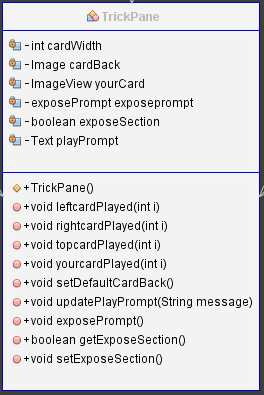 TrickPane
- int cardWidth
- Image cardBack
- ImageView yourCard
- exposePrompt exposeprompt
- boolean exposeSection
- Text playPrompt
+ TrickPane()
+ void leftcardPlayed(int i)
+ void rightcardPlayed(int i)
+ void topcardPlayed(int i)
+ void yourcardPlayed(int i)
+ void setDefaultCardBack()
+ void updatePlayPrompt(String message)
+ void exposePrompt()
+ boolean getExposeSection()
+ void setExposeSection()